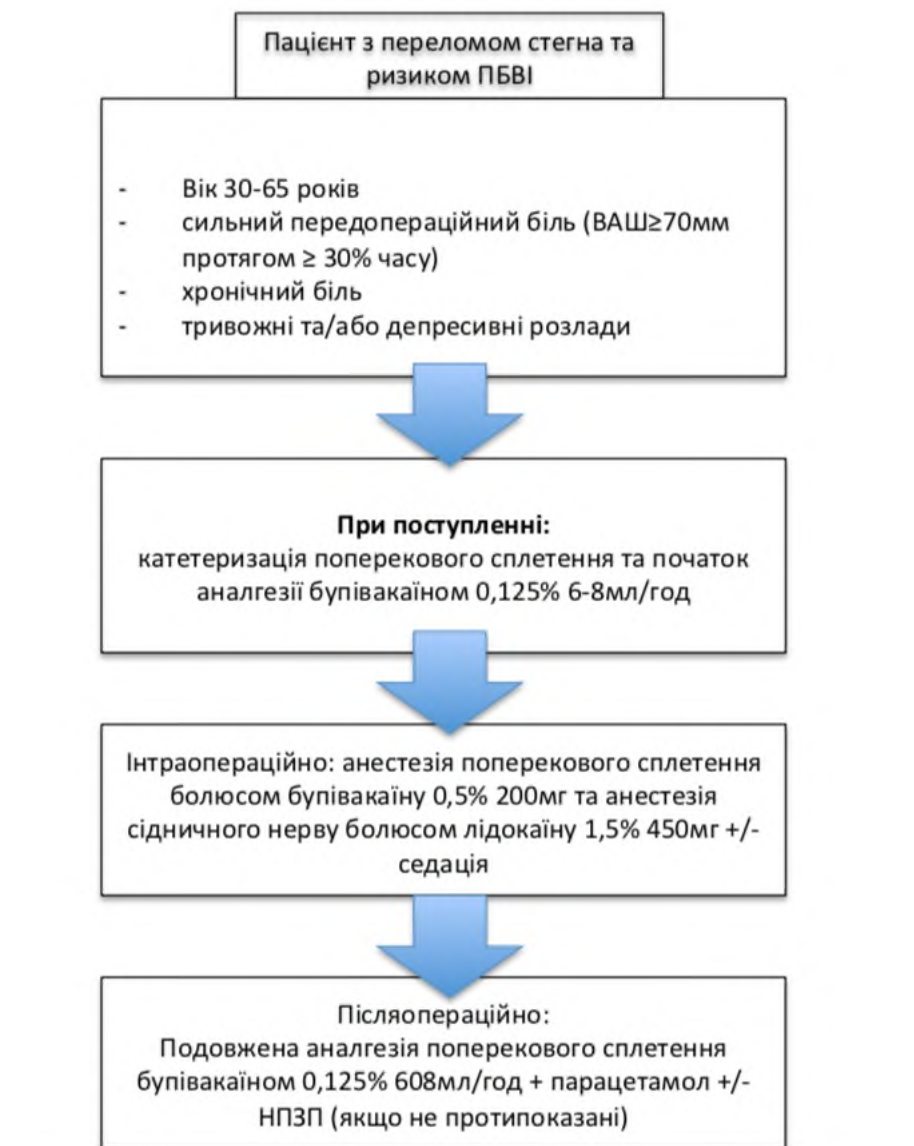 Пацієнт з переломом стегна та
ризиком ПБВІ
- Вік 30-65 років
- сильний передопераційний біль (ВАШ≥70мм
протягом ≥ 30% часу)
- хронічний біль
- тривожні та/або депресивні розлади
При поступленні:
катетеризація поперекового сплетення та початок
аналгезії бупівакаїном 0,125% 6-8мл/год
Інтраопераційно: анестезія поперекового сплетення
болюсом бупівакаїну 0,5% 200мг та анестезія
сідничного нерву болюсом лідокаїну 1,5% 450мг +/-
седація
Післяопераційно:
Подовжена аналгезія поперекового сплетення
бупівакаїном 0,125% 608мл/год + парацетамол +/-
НПЗП (якщо не протипоказані)